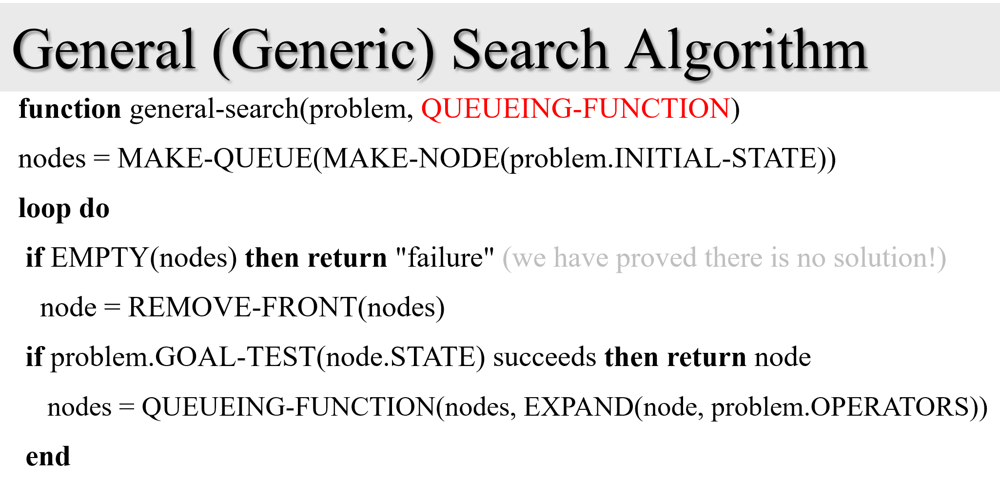 General (Generic) Search Algorithm
function general-search(problem, QUEUEING-FUNCTION)
nodes = MAKE-QUEUE(MAKE-NODE(problem.INITIAL-STATE))
loop do
if EMPTY(nodes) then return "failure" (we have proved there is no solution!)
node = REMOVE-FRONT(nodes)
if problem.GOAL-TEST(node.STATE) succeeds then return node
nodes = QUEUEING-FUNCTION(nodes, EXPAND(node, problem.OPERATORS))
end